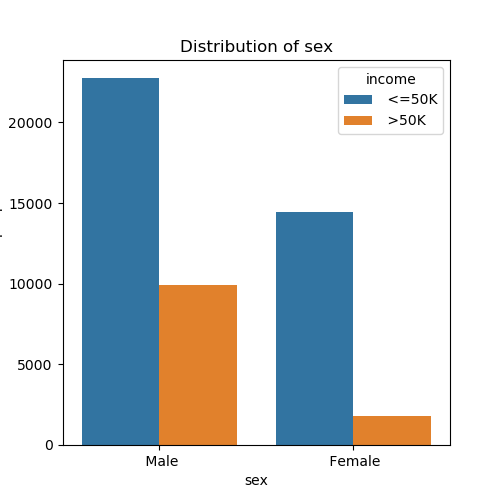 Distribution of sex
income
<=50K
>50K
20000
15000
10000
5000
0
Male Female
sex